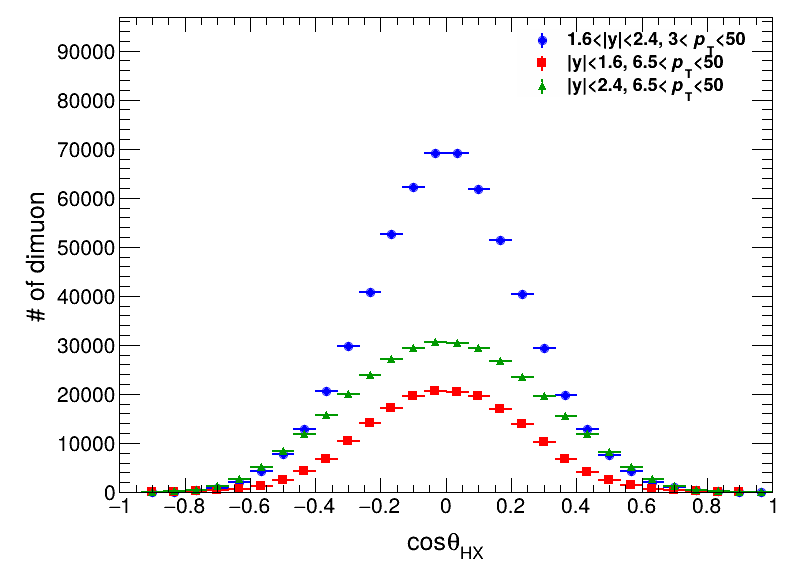 1.6<|y|<2.4, 3< p_T<50
|y|<1.6, 6.5< p_T<50
|y|<2.4, 6.5< p_T<50
90000
80000
70000
60000
50000
40000
30000
20000
10000
0
# of dimuon
−1 −0.8 −0.6 −0.4 −0.2 0 0.2 0.4 0.6 0.8 1
cosθ_HX